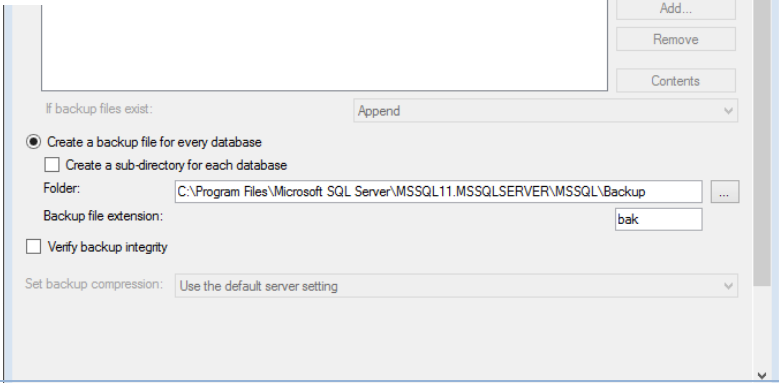 Add...
Remove
Contents
If backup files exist: Append
Create a backup file for every database
Create a sub-directory for each database
Folder: C:\Program Files\Microsoft SQL Server\MSSQL11.MSSQLSERVER\MSSQL\Backup ...
Backup file extension: bak
Verify backup integrity
Set backup compression: Use the default server setting